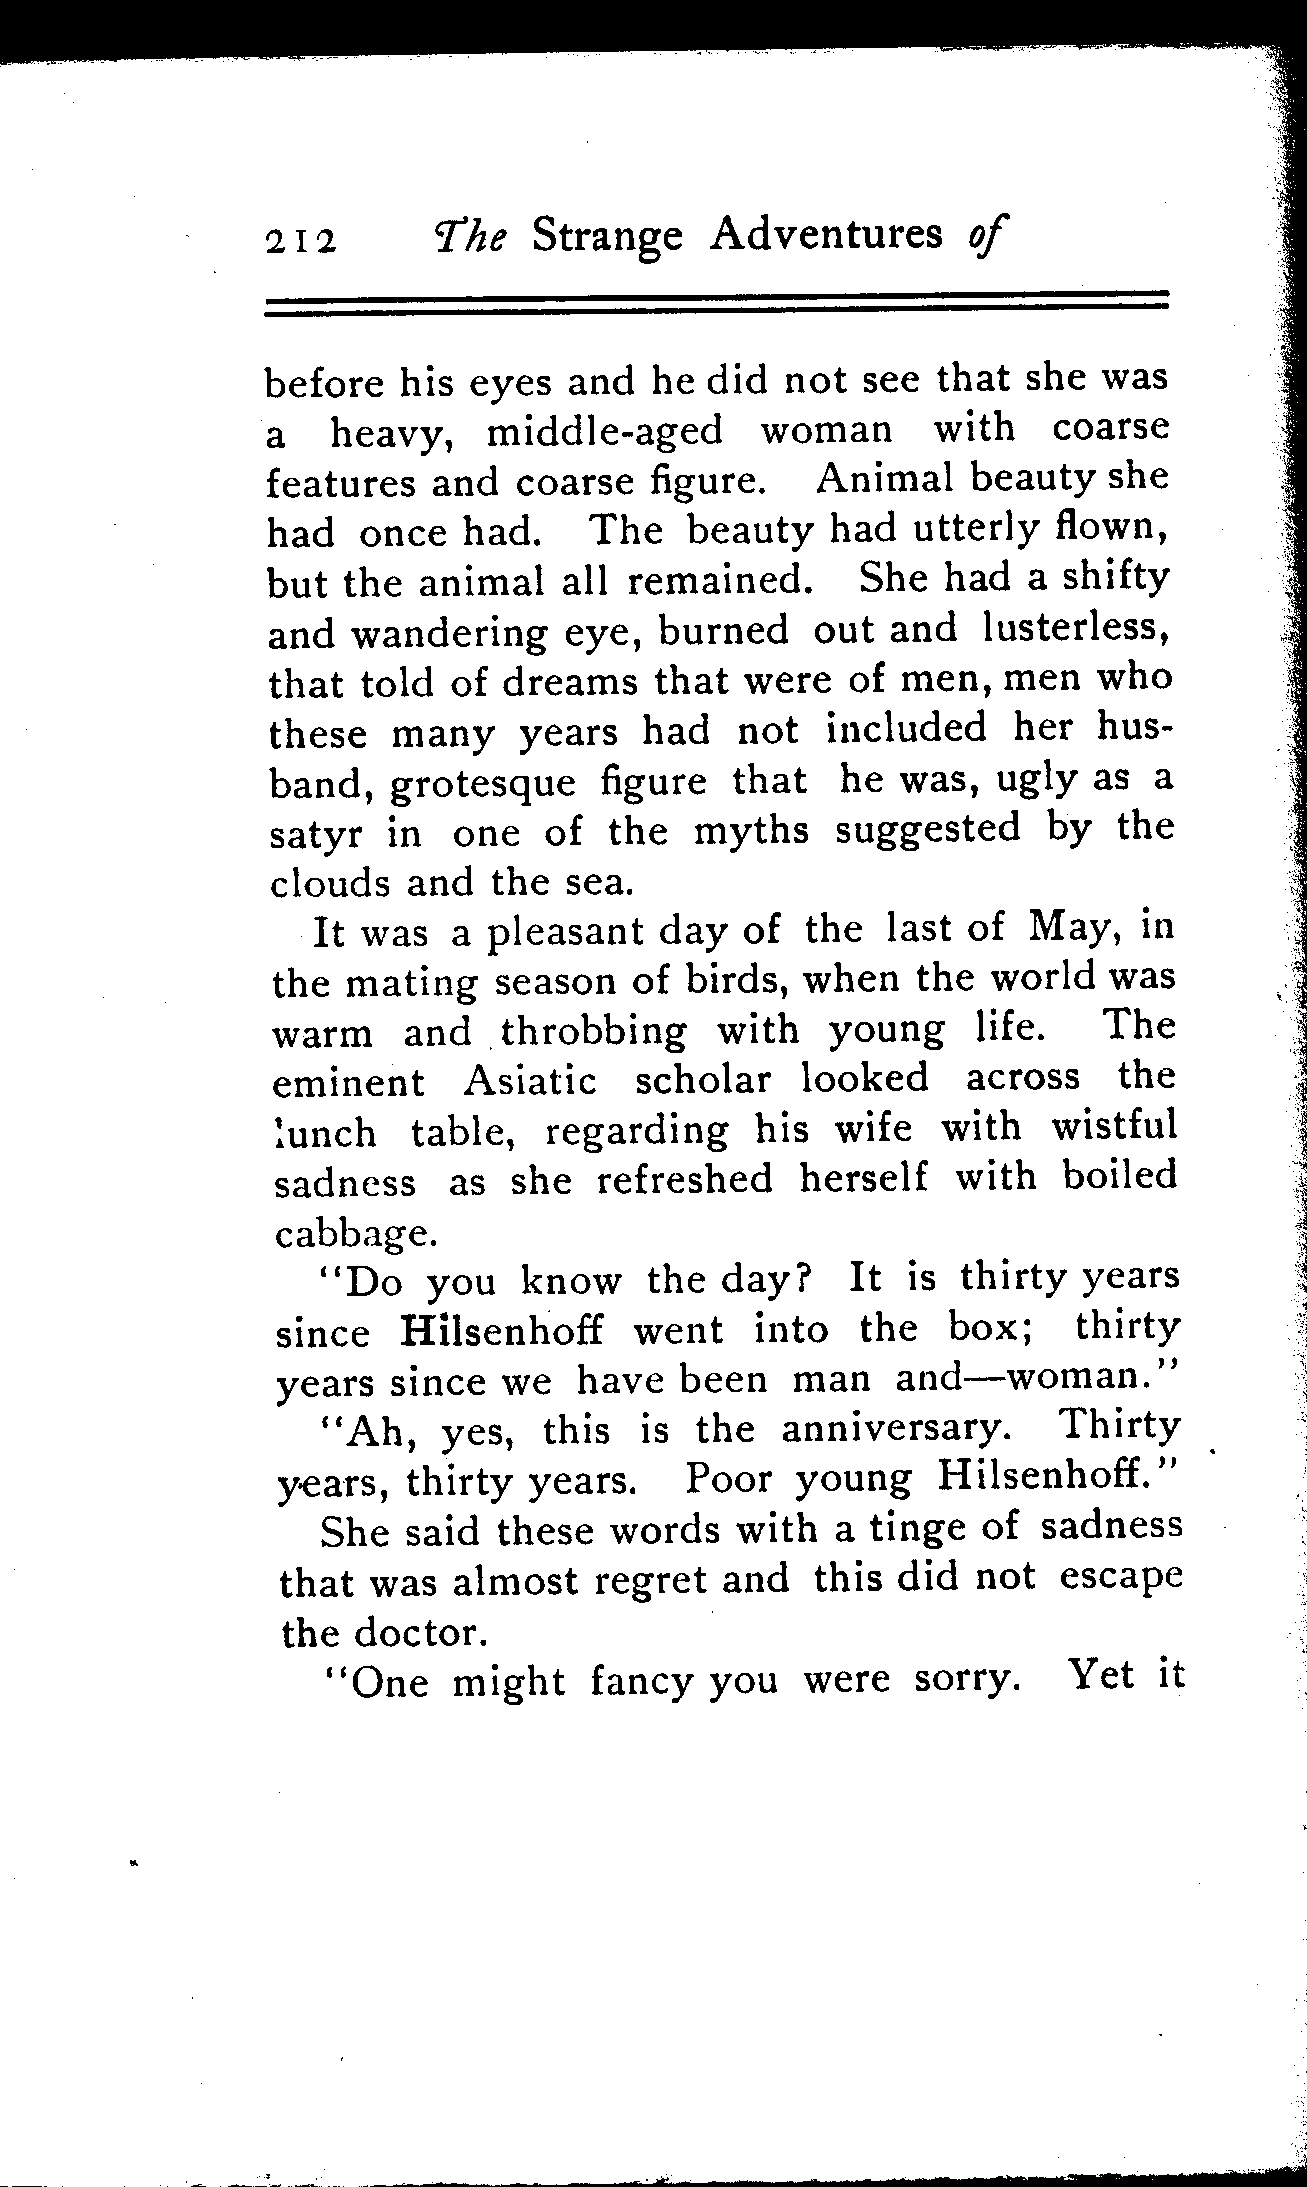 212 The Strange Adventures of
before his eyes and he did not see that she was
a heavy, middle-aged woman with coarse
features and coarse figure. Animal beauty she
had once had. The beauty had utterly flown,
but the animal all remained. She had a shifty
and wandering eye, burned out and lusterless,
that told of dreams that were of men, men who
these many years had not included her hus-
band, grotesque figure that he was, ugly as a
satyr in one of the myths suggested by the
clouds and the sea.
It was a pleasant day of the last of May, in
the mating season of birds, when the world was
warm and throbbing with young life. The
eminent Asiatic scholar looked across the
lunch table, regarding his wife with wistful
sadness as she refreshed herself with boiled
cabbage.
"Do you know the day? It is thirty years
since Hilsenhoff went into the box; thirty
years since we have been man and—woman."
"Ah, yes, this is the anniversary. Thirty
years, thirty years. Poor young Hilsenhoff."
She said these words with a tinge of sadness
that was almost regret and this did not escape
the doctor.
"One might fancy you were sorry. Yet it